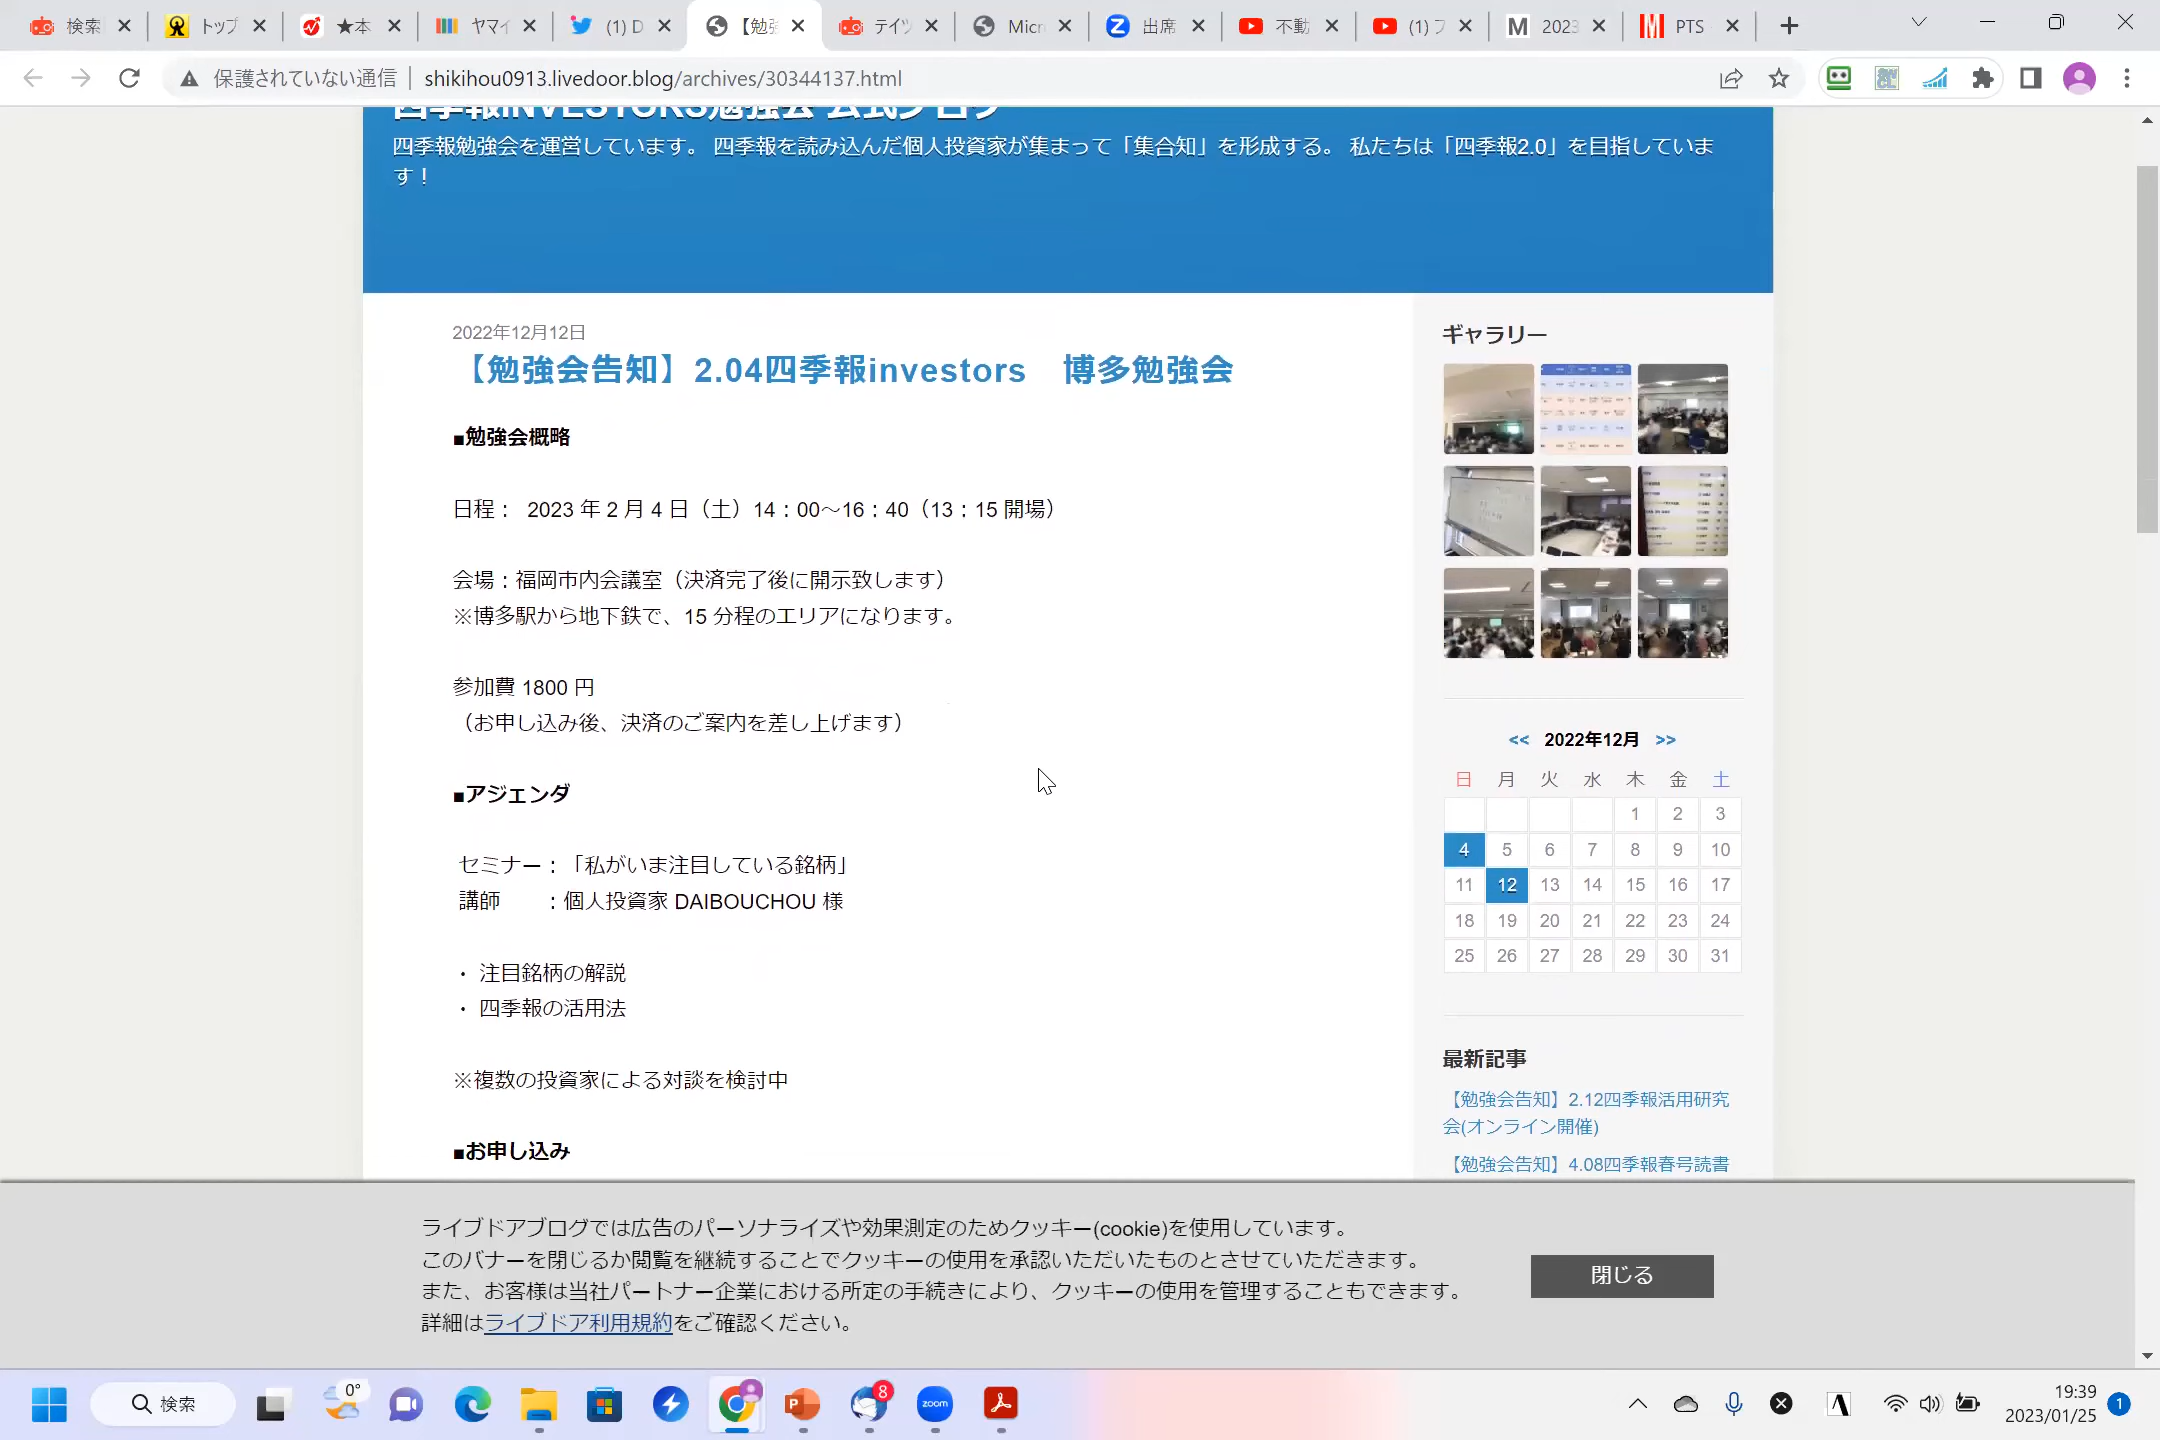 検索
トップ
★本
ヤマイ
(1) D
【勉強
テイツ
Micr
出席
不動
(1) フ
2023
PTS
保護されていない通信
shikihou0913.livedoor.blog/archives/30344137.html
四季報INVESTORS勉強会 公式ブログ
四季報勉強会を運営しています。 四季報を読み込んだ個人投資家が集まって「集合知」を形成する。 私たちは「四季報2.0」を目指していま
す！
2022年12月12日
【勉強会告知】2.04四季報investors　博多勉強会
■勉強会概略
日程： 2023 年 2 月 4 日（土）14：00～16：40（13：15 開場）
会場：福岡市内会議室（決済完了後に開示致します）
※博多駅から地下鉄で、15 分程のエリアになります。
参加費 1800 円
（お申し込み後、決済のご案内を差し上げます）
■アジェンダ
セミナー：「私がいま注目している銘柄」
講師　　：個人投資家 DAIBOUCHOU 様
・ 注目銘柄の解説
・ 四季報の活用法
※複数の投資家による対談を検討中
■お申し込み
ギャラリー
<< 2022年12月 >>
日 月 火 水 木 金 土
1 2 3
4 5 6 7 8 9 10
11 12 13 14 15 16 17
18 19 20 21 22 23 24
25 26 27 28 29 30 31
最新記事
【勉強会告知】2.12四季報活用研究
会(オンライン開催)
【勉強会告知】4.08四季報春号読書
ライブドアブログでは広告のパーソナライズや効果測定のためクッキー(cookie)を使用しています。
このバナーを閉じるか閲覧を継続することでクッキーの使用を承認いただいたものとさせていただきます。
また、お客様は当社パートナー企業における所定の手続きにより、クッキーの使用を管理することもできます。
詳細はライブドア利用規約をご確認ください。
閉じる
検索
0°
8
zoom
19:39
2023/01/25
1